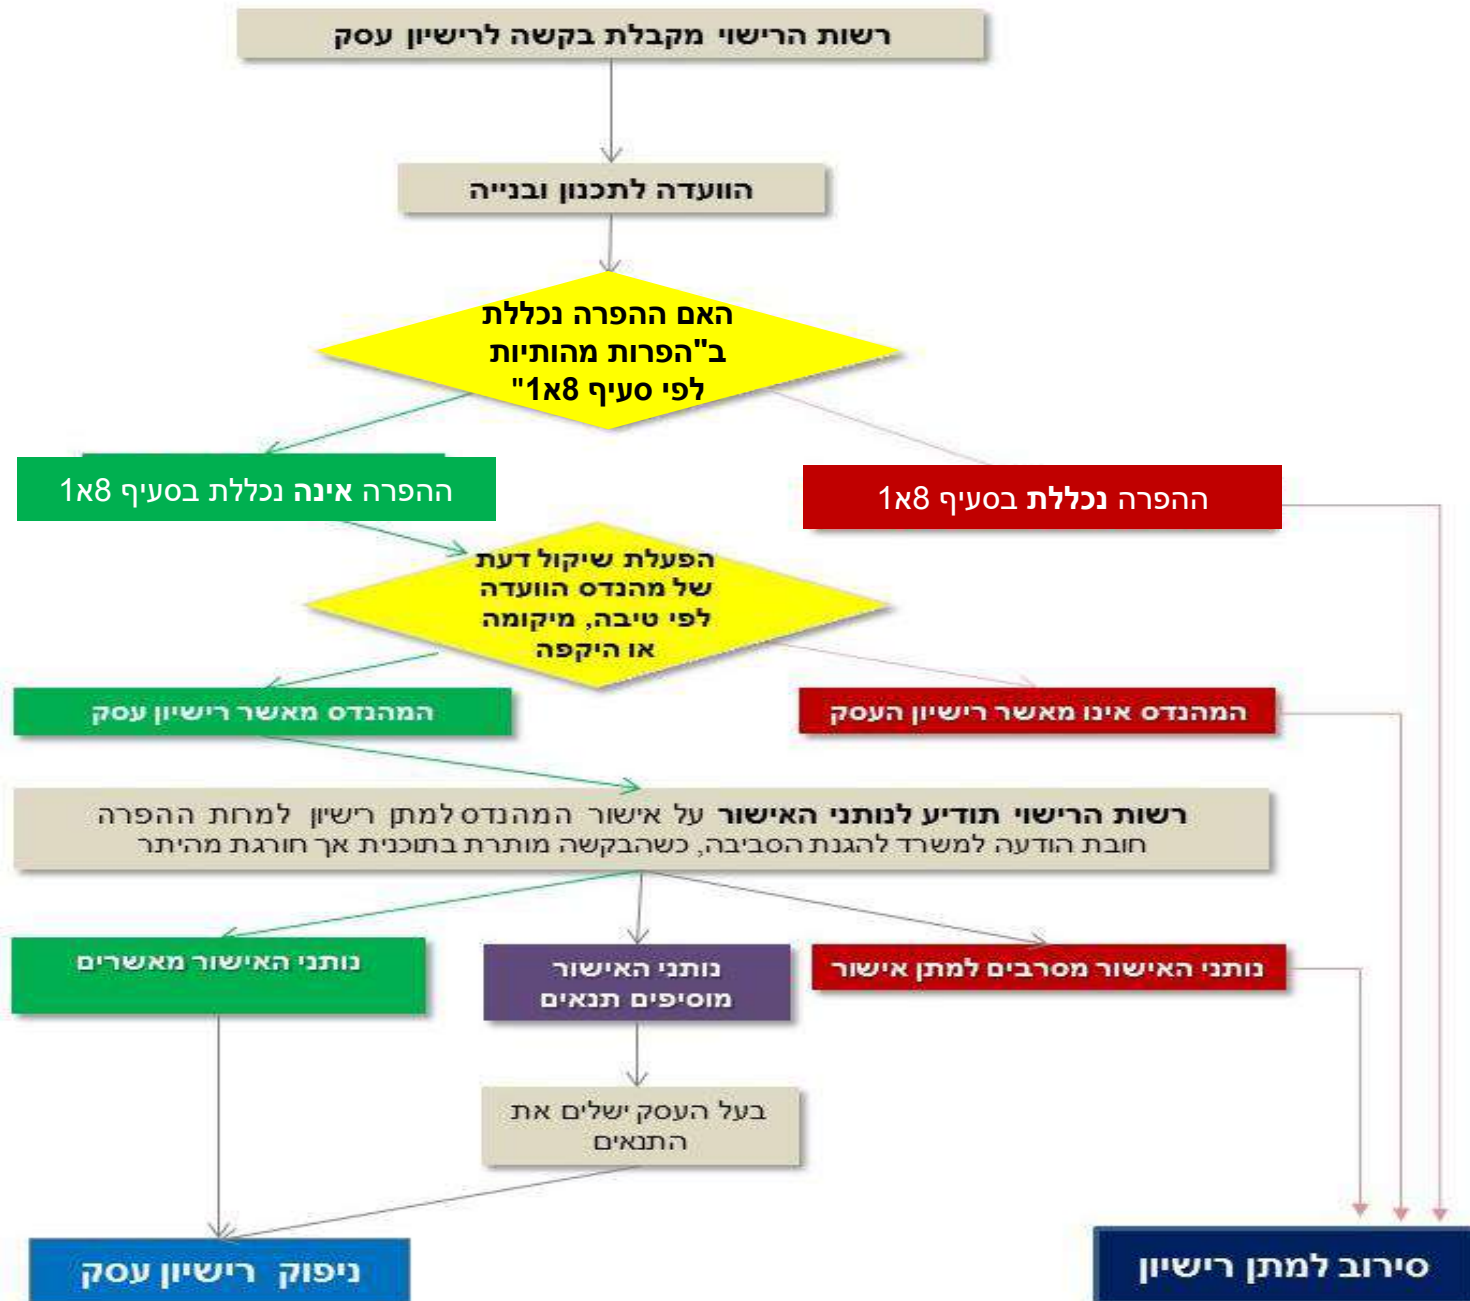 רשות הרישוי מקבלת בקשה לרישיון עסק
הוועדה לתכנון ובנייה
האם ההפרה נכללת
ב"הפרות מהותיות
לפי סעיף 8א1"
ההפרה נכללת בסעיף 8א1
ההפרה אינה נכללת בסעיף 8א1
הפעלת שיקול דעת
של מהנדס הוועדה
לפי טיבה, מיקומה
או היקפה
המהנדס אינו מאשר רישיון העסק
המהנדס מאשר רישיון עסק
רשות הרישוי תודיע לנותני האישור על אישור המהנדס למתן רישיון למרות ההפרה
חובת הודעה למשרד להגנת הסביבה, כשהבקשה מותרת בתוכנית אך חורגת מהיתר
נותני האישור מסרבים למתן אישור
נותני האישור
מוסיפים תנאים
נותני האישור מאשרים
בעל העסק ישלים את
התנאים
סירוב למתן רישיון
ניפוק רישיון עסק